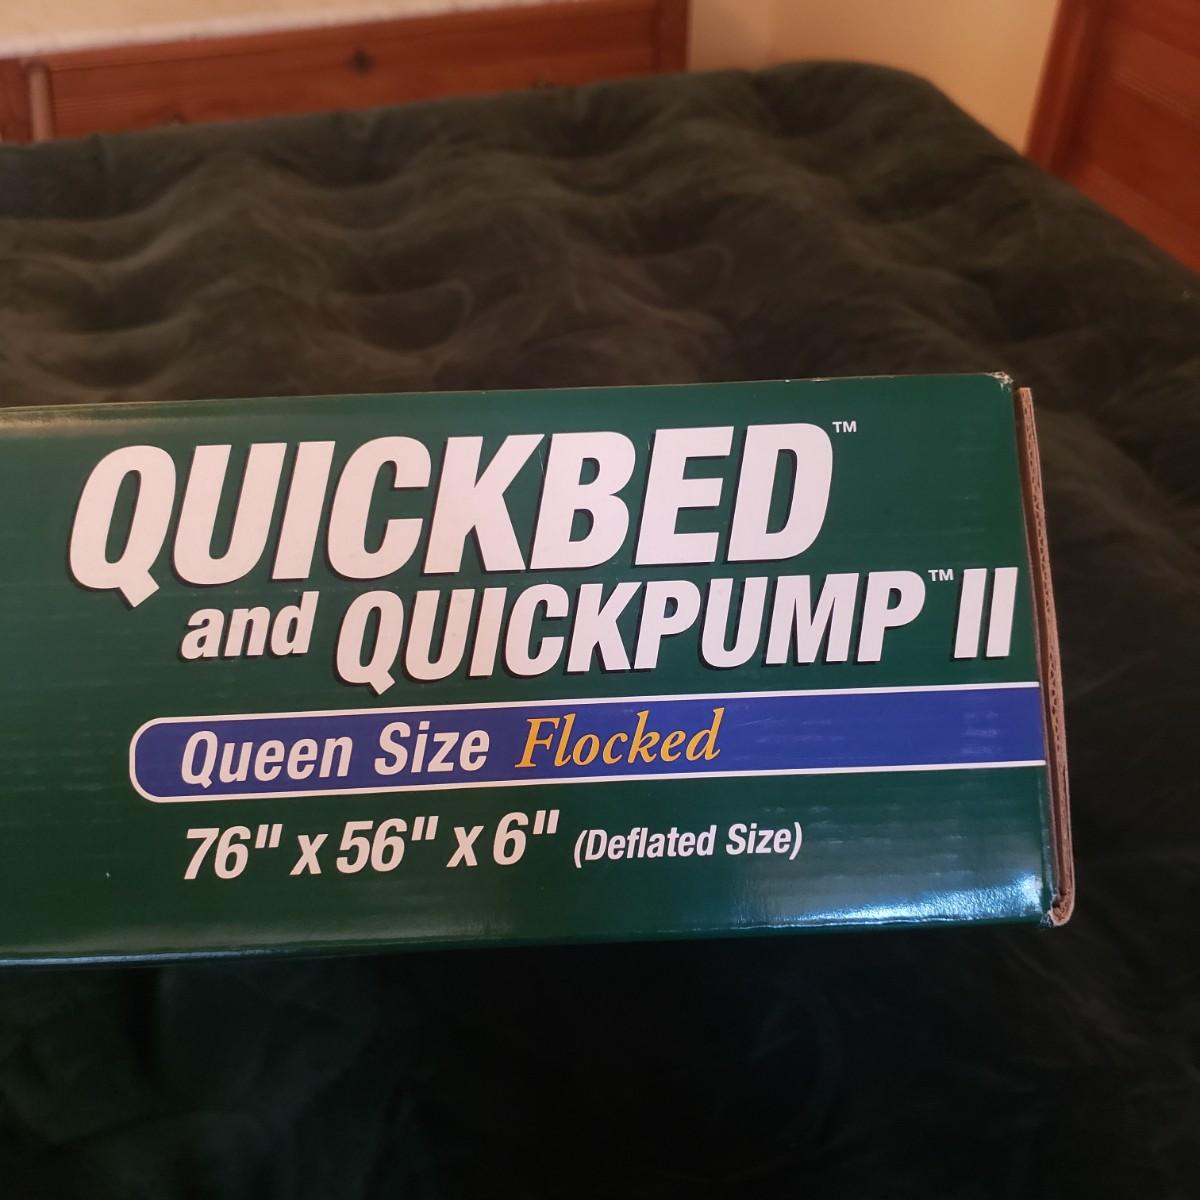 QUICKBED™
and QUICKPUMP™ II
Queen Size Flocked
76" x 56" x 6" (Deflated Size)